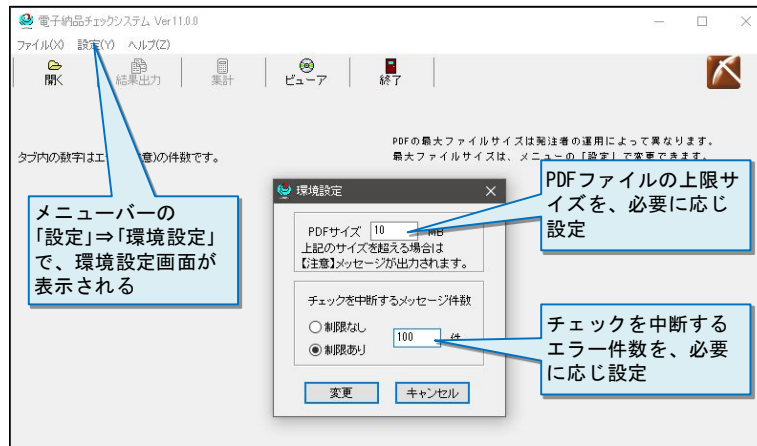 電子納品チェックシステム Ver11.0.0
ファイル(X) 設定(Y) ヘルプ(Z)
開く 結果出力 集計 ビューア 終了
PDFの最大ファイルサイズは発注者の運用によって異なります。
最大ファイルサイズは、メニューの「設定」で変更できます。
タブ内の数字はエ 意)の件数です。
メニューバーの
「設定」⇒「環境設定」
で、環境設定画面が
表示される
環境設定
PDFサイズ 10 MB
上記のサイズを超える場合は
【注意】メッセージが出力されます。
チェックを中断するメッセージ件数
制限なし
100 件
制限あり
変更 キャンセル
PDFファイルの上限サ
イズを、必要に応じ
設定
チェックを中断する
エラー件数を、必要
に応じ設定